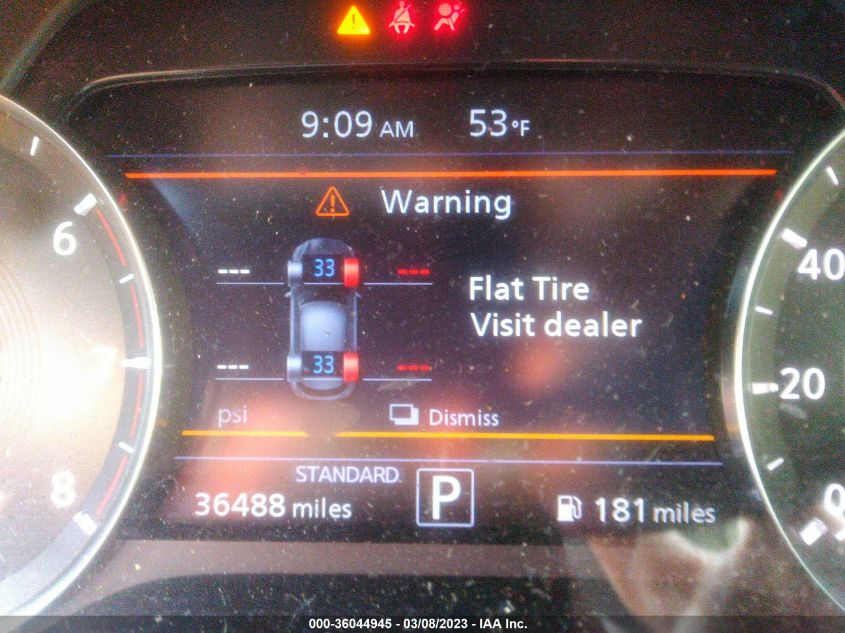 9:09 AM 53°F
Warning
--- 33 ---
Flat Tire
Visit dealer
--- 33 ---
psi Dismiss
STANDARD
36488 miles P 181 miles
6
8
40
20
0
000-36044945 - 03/08/2023 - IAA Inc.